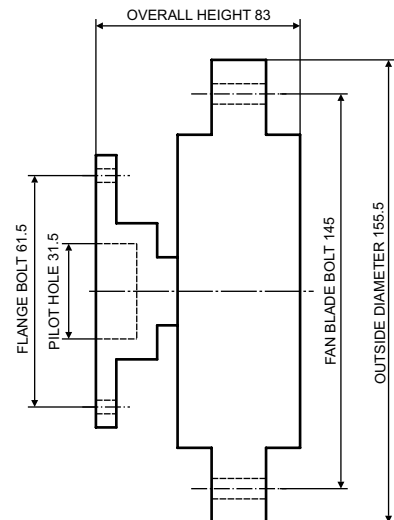 OVERALL HEIGHT 83
FLANGE BOLT 61.5
PILOT HOLE 31.5
FAN BLADE BOLT 145
OUTSIDE DIAMETER 155.5